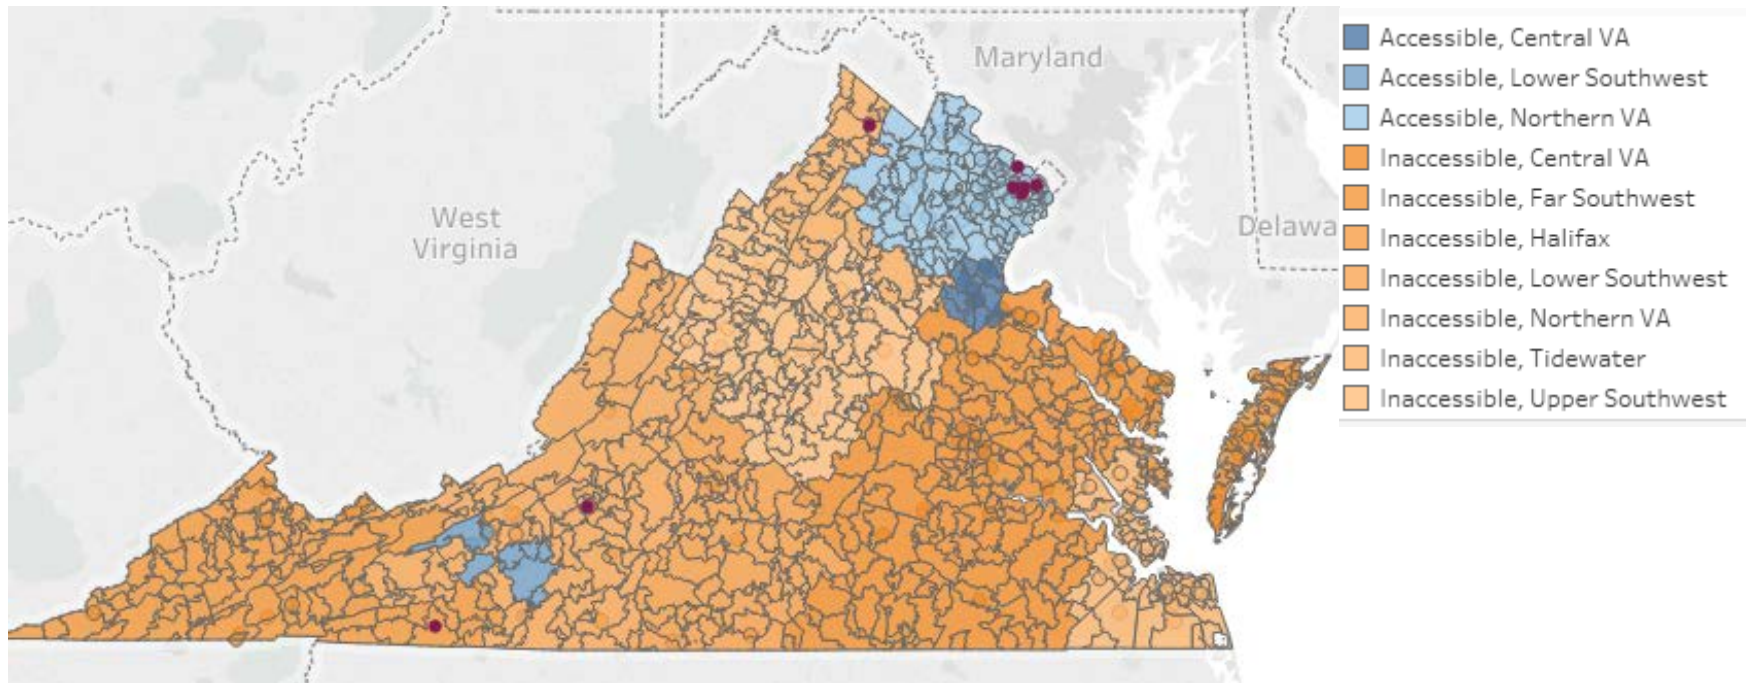 Maryland
West
Virginia
Delawa
Accessible, Central VA
Accessible, Lower Southwest
Accessible, Northern VA
Inaccessible, Central VA
Inaccessible, Far Southwest
Inaccessible, Halifax
Inaccessible, Lower Southwest
Inaccessible, Northern VA
Inaccessible, Tidewater
Inaccessible, Upper Southwest